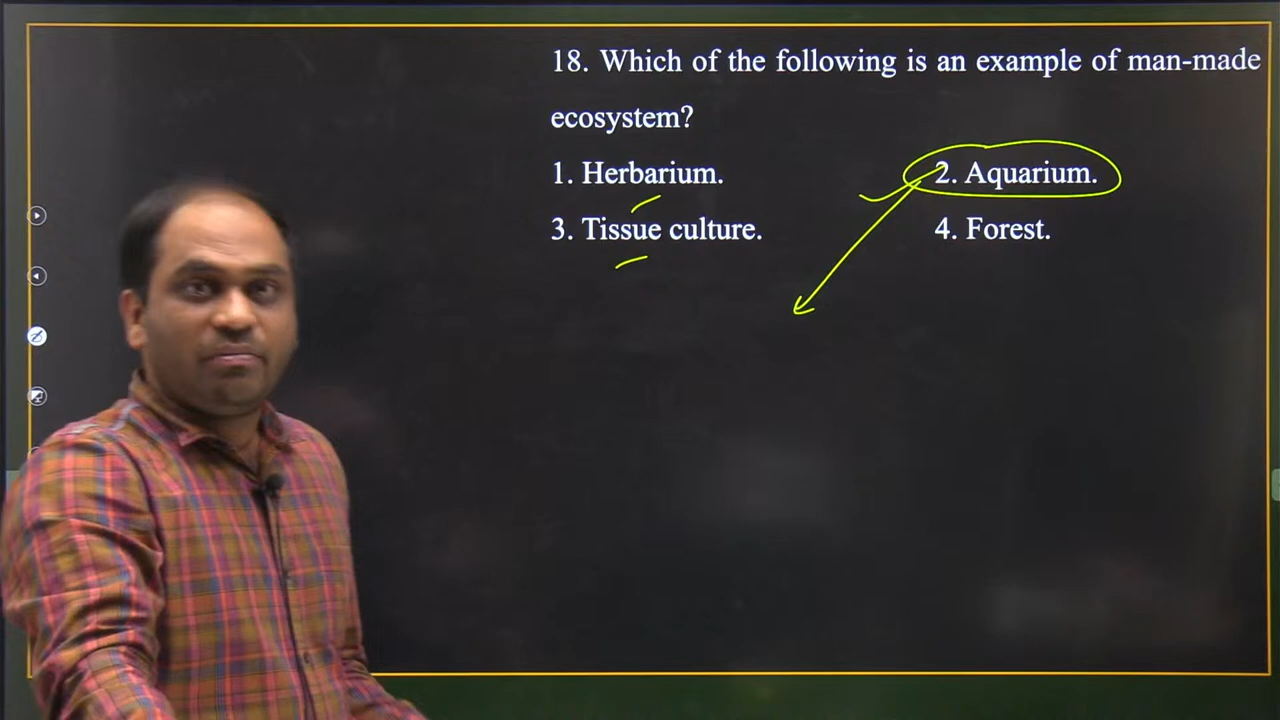 18. Which of the following is an example of man-made
ecosystem?
1. Herbarium.
2. Aquarium.
3. Tissue culture.
4. Forest.